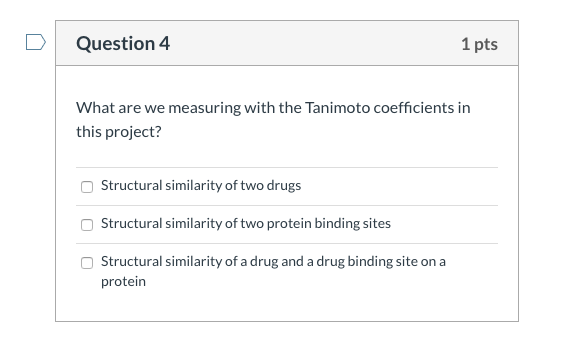 Question 4
1 pts
What are we measuring with the Tanimoto coefficients in
this project?
Structural similarity of two drugs
Structural similarity of two protein binding sites
Structural similarity of a drug and a drug binding site on a
protein